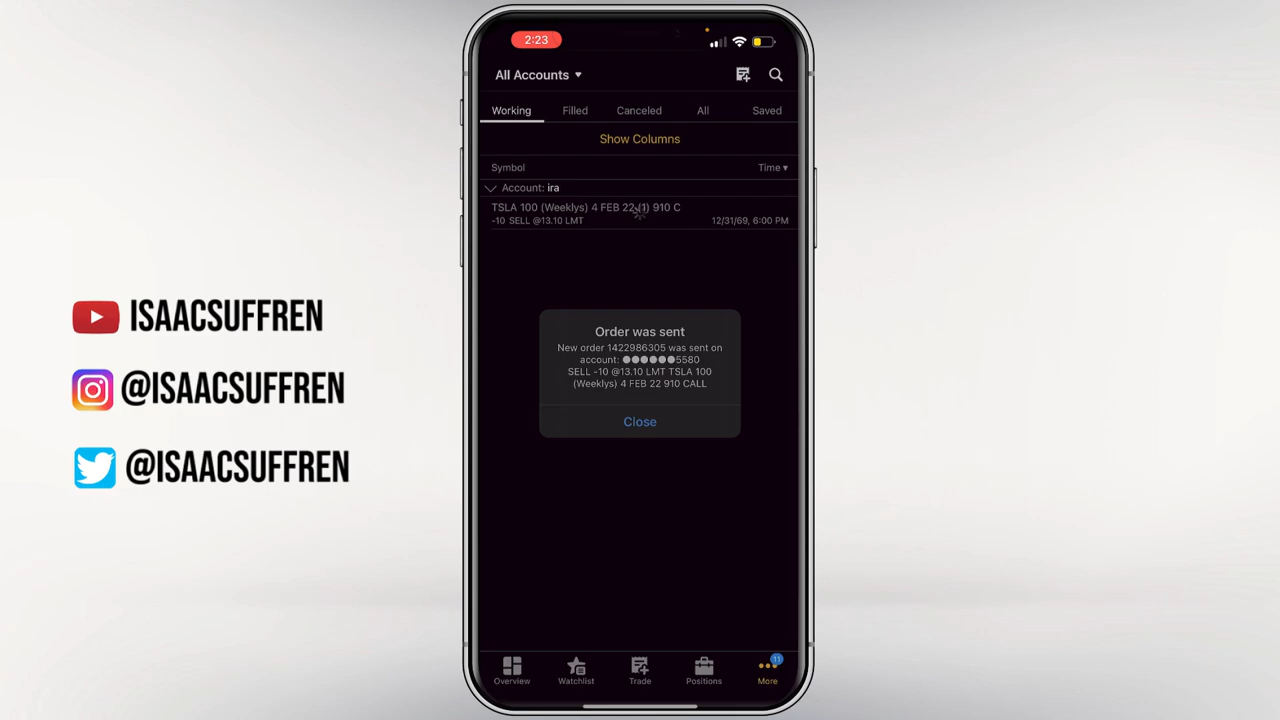 2:23
All Accounts
Working Filled Canceled All Saved
Show Columns
Symbol Time
Account: ira
TSLA 100 (Weeklys) 4 FEB 22 (1) 910 C
-10 SELL @13.10 LMT 12/31/69, 6:00 PM
Order was sent
New order 1422986305 was sent on
account: ●●●●●●5580
SELL -10 @13.10 LMT TSLA 100
(Weeklys) 4 FEB 22 910 CALL
Close
Overview Watchlist Trade Positions More
11
ISAACSUFFREN
@ISAACSUFFREN
@ISAACSUFFREN